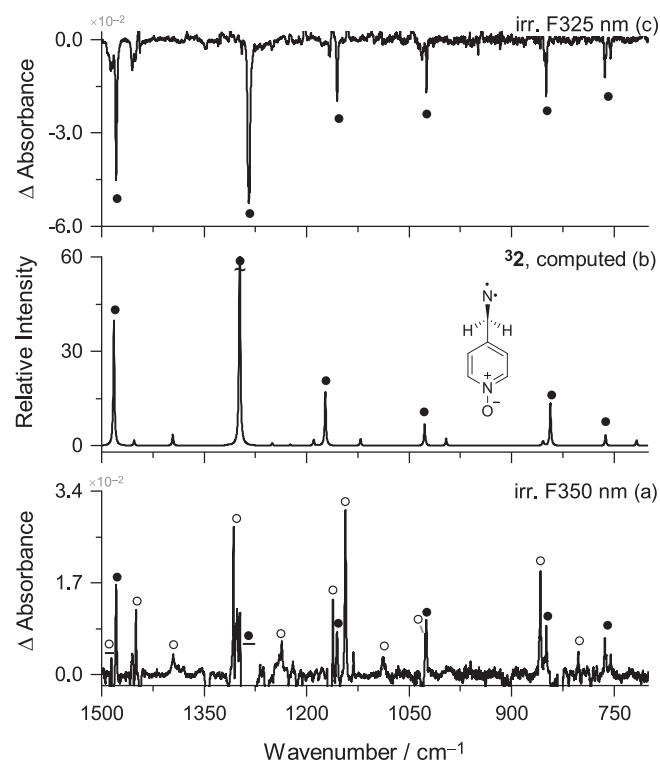 ×10⁻²
irr. F325 nm (c)
0.0
-3.0
-6.0
Δ Absorbance
³2, computed (b)
60
30
0
Relative Intensity
N
H H
N
+
O
−
×10⁻²
irr. F350 nm (a)
3.4
1.7
0.0
Δ Absorbance
1500 1350 1200 1050 900 750
Wavenumber / cm⁻¹